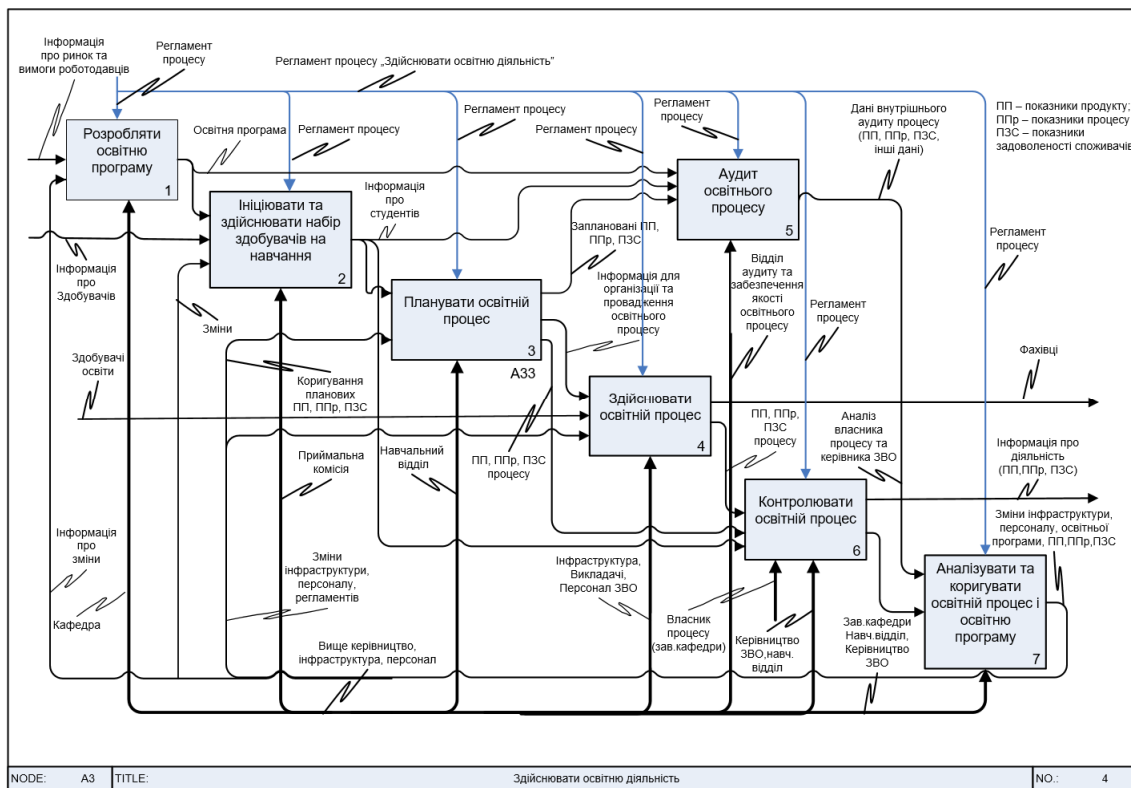 Інформація
про ринок та
вимоги роботодавців
Регламент
процесу
Регламент процесу „Здійснювати освітню діяльність”
Розробляти
освітню
програму
1
Освітня програма
Регламент процесу
Регламент процесу
Регламент процесу
Регламент
процесу
Дані внутрішнього
аудиту процесу
(ПП, ППр, ПЗС,
інші дані)
ПП – показники продукту;
ППр – показники процесу
ПЗС – показники
задоволеності споживачів
Ініціювати та
здійснювати набір
здобувачів на
навчання
2
Інформація
про
студентів
Аудит
освітнього
процесу
5
Інформація
про
Здобувачів
Зміни
Планувати освітній
процес
3
А33
Заплановані ПП,
ППр, ПЗС
Інформація для
організації та
провадження
освітнього
процесу
Відділ
аудиту та
забезпечення
якості
освітнього
процесу
Регламент
процесу
Регламент
процесу
Здобувачі
освіти
Коригування
планових
ПП, ППр, ПЗС
Здійснювати
освітній процес
4
Фахівці
Приймальна
комісія
Навчальний
відділ
ПП, ППр, ПЗС
процесу
ПП, ППр,
ПЗС
процесу
Аналіз
власника
процесу та
керівника ЗВО
Інформація про
діяльність
(ПП,ППр, ПЗС)
Контролювати
освітній процес
6
Зміни інфраструктури,
персоналу, освітньої
програми, ПП,ППр,ПЗС
Інформація
про
зміни
Кафедра
Зміни
інфраструктури,
персоналу,
регламентів
Інфраструктура,
Викладачі,
Персонал ЗВО
Власник
процесу
(зав.кафедри)
Керівництво
ЗВО,навч.
відділ
Зав.кафедри
Навч.відділ,
Керівництво
ЗВО
Аналізувати та
коригувати
освітній процес і
освітню
програму
7
Вище керівництво,
інфраструктура, персонал
NODE: А3 TITLE: Здійснювати освітню діяльність NO.: 4